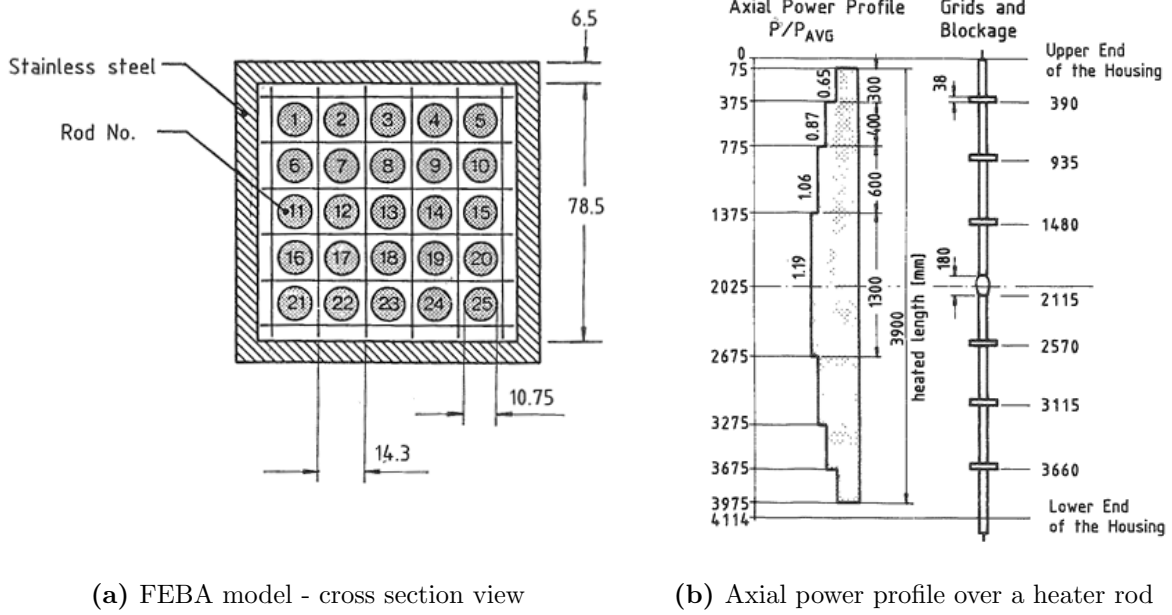 6.5
Stainless steel
Rod No.
1 2 3 4 5
6 7 8 9 10
11 12 13 14 15
16 17 18 19 20
21 22 23 24 25
78.5
10.75
14.3
(a) FEBA model - cross section view
Axial Power Profile
P/PAVG
0
75
375
775
1375
2025
2675
3275
3675
3975
4114
0.65
0.87
1.06
1.19
300
400
600
1300
3900
heated length [mm]
Grids and
Blockage
38
180
Upper End
of the Housing
390
935
1480
2115
2570
3115
3660
Lower End
of the Housing
(b) Axial power profile over a heater rod